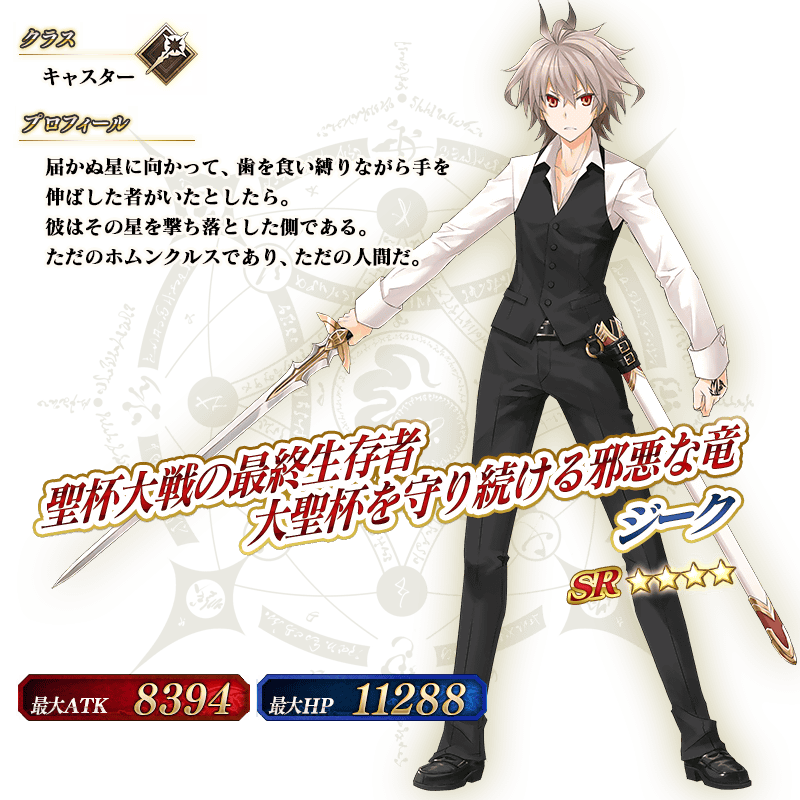 クラス
キャスター
プロフィール
届かぬ星に向かって、歯を食い縛りながら手を
伸ばした者がいたとしたら。
彼はその星を撃ち落とした側である。
ただのホムンクルスであり、ただの人間だ。
聖杯大戦の最終生存者
大聖杯を守り続ける邪悪な竜
ジーク
SR ☆☆☆☆
最大ATK 8394
最大HP 11288